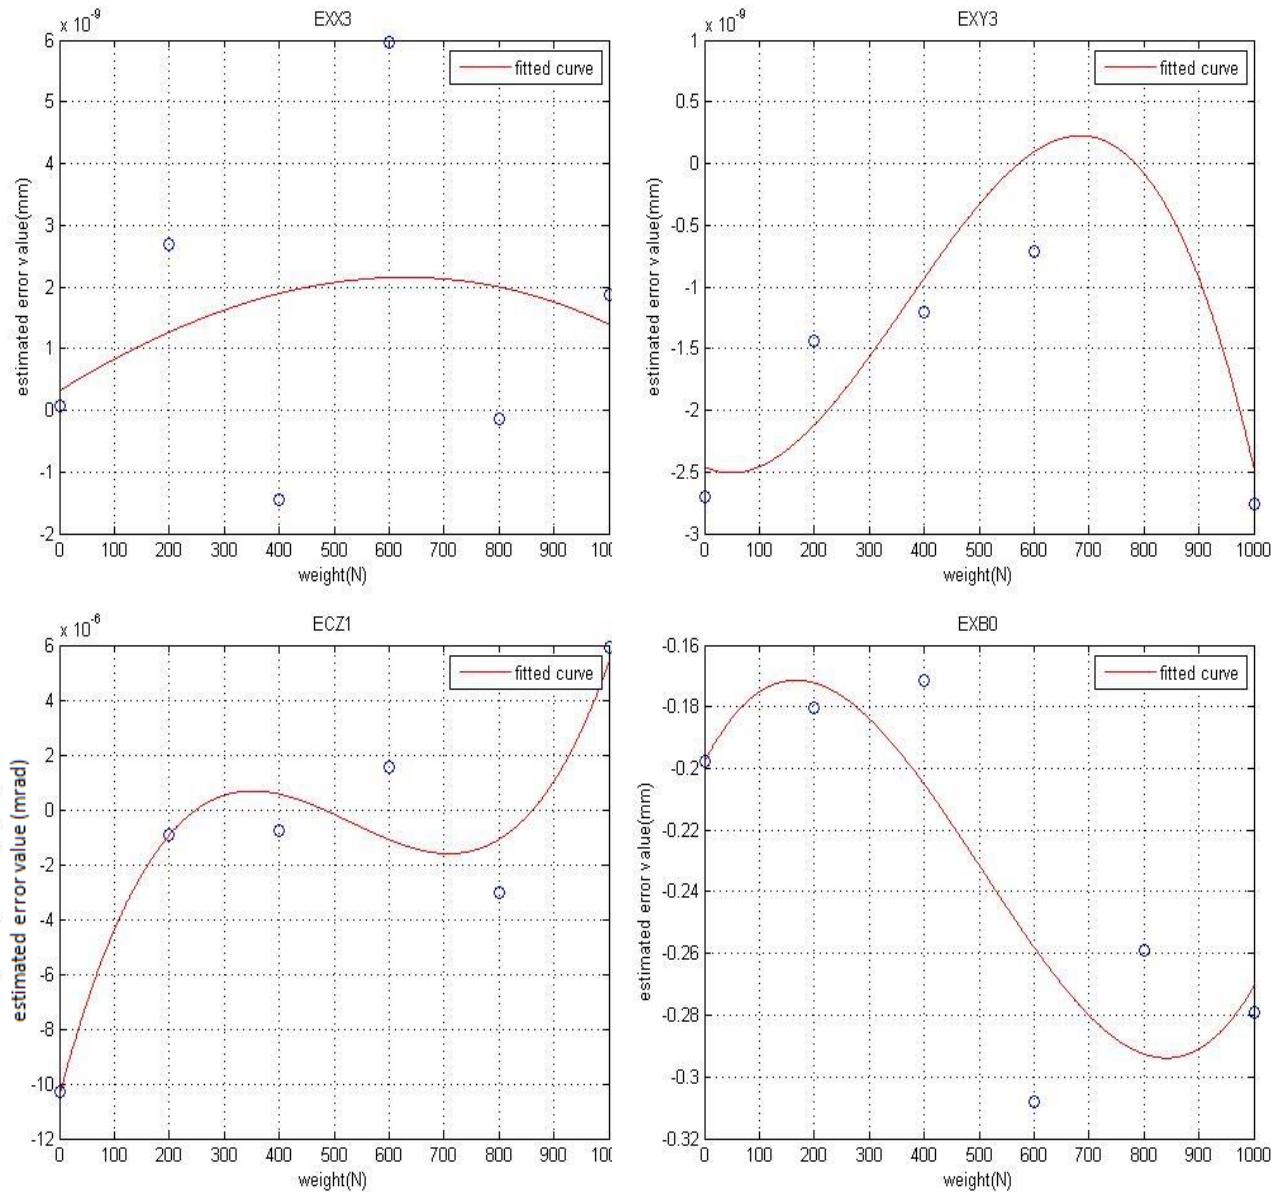 EXX3
x 10^-9
fitted curve
estimated error value(mm)
6
5
4
3
2
1
0
-1
-2
0 100 200 300 400 500 600 700 800 900 100
weight(N)
EXY3
x 10^-9
fitted curve
estimated error value(mm)
1
0.5
0
-0.5
-1
-1.5
-2
-2.5
-3
0 100 200 300 400 500 600 700 800 900 1000
weight(N)
ECZ1
x 10^-6
fitted curve
estimated error value (mrad)
6
4
2
0
-2
-4
-6
-8
-10
-12
0 100 200 300 400 500 600 700 800 900 100
weight(N)
EXB0
fitted curve
estimated error value(mm)
-0.16
-0.18
-0.2
-0.22
-0.24
-0.26
-0.28
-0.3
-0.32
0 100 200 300 400 500 600 700 800 900 1000
weight(N)